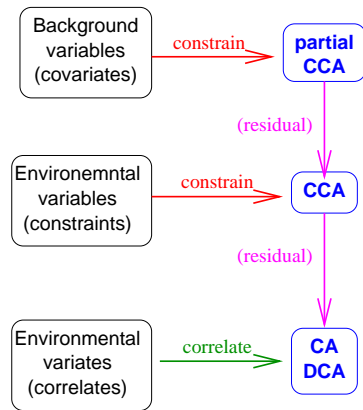 Background
variables
(covariates)
constrain
partial
CCA
(residual)
Environemntal
variables
(constraints)
constrain
CCA
(residual)
Environmental
variates
(correlates)
correlate
CA
DCA